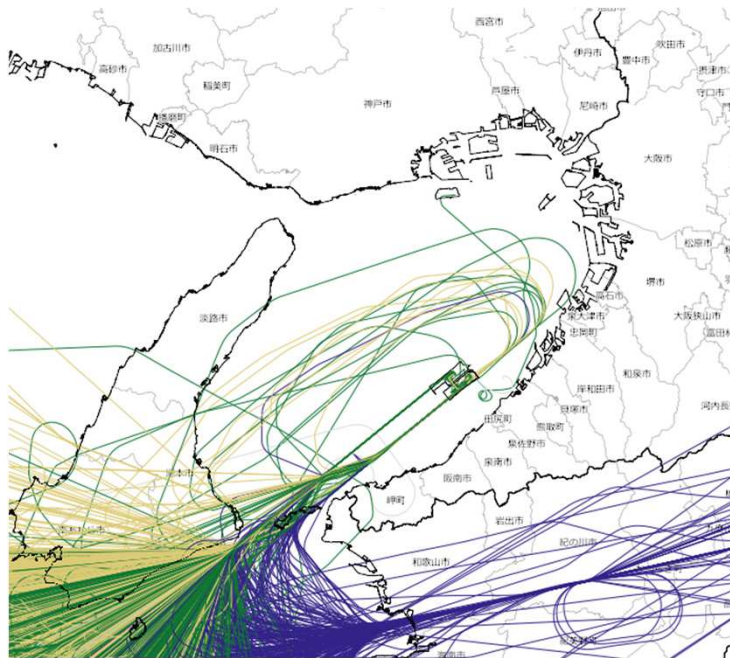 西宮市
加古川市
伊丹市
吹田市
豊中市
高砂市
摂津市
稲美町
芦屋市
守口市
神戸市
尼崎市
播磨町
明石市
大阪市
松原市
堺市
淡路市
高石市
泉大津市
忠岡町
大阪狭山市
富田林
和泉市
岸和田市
貝塚市
河内長
田尻町
熊取町
泉佐野市
泉南市
阪南市
岬町
岩出市
紀の川市
和歌山市
海南市